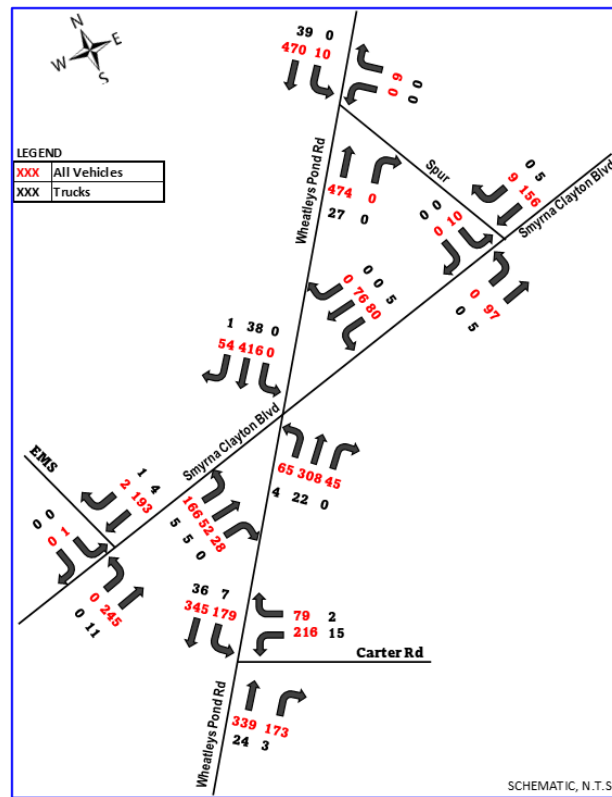 N
E
W
S
39 0
470 10
9 0
0 0
LEGEND
XXX All Vehicles
XXX Trucks
Wheatleys Pond Rd
Spur
474 0
27 0
0 5
9 156
Smyrna Clayton Blvd
0 0
0 10
0 97
0 5
0 0 5
0 76 80
1 38 0
54 416 0
Smyrna Clayton Blvd
65 308 45
4 22 0
EMS
1 4
2 193
166 52 28
5 5 0
0 0
0 1
0 245
0 11
36 7
345 179
79 2
216 15
Carter Rd
Wheatleys Pond Rd
339 173
24 3
SCHEMATIC, N.T.S